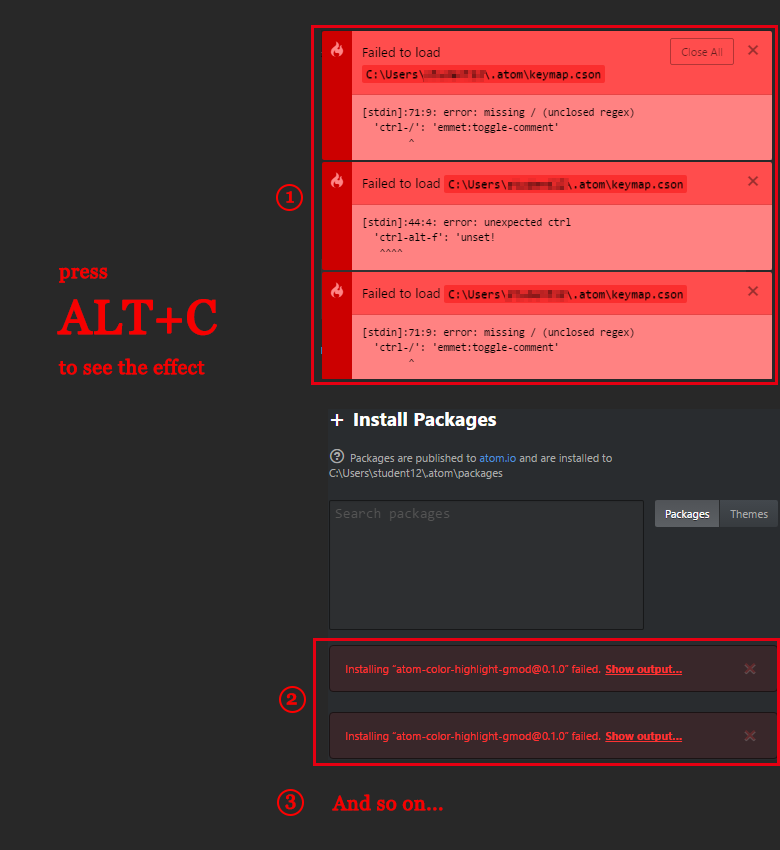 Failed to load
Close All
C:\Users\ \.atom\keymap.cson
[stdin]:71:9: error: missing / (unclosed regex)
'ctrl-/': 'emmet:toggle-comment'
^
1
Failed to load C:\Users\ \.atom\keymap.cson
[stdin]:44:4: error: unexpected ctrl
'ctrl-alt-f': 'unset!
^^^^
press
ALT+C
to see the effect
Failed to load C:\Users\ \.atom\keymap.cson
[stdin]:71:9: error: missing / (unclosed regex)
'ctrl-/': 'emmet:toggle-comment'
^
+ Install Packages
Packages are published to atom.io and are installed to
C:\Users\student12\.atom\packages
Search packages
Packages Themes
2
Installing “atom-color-highlight-gmod@0.1.0” failed. Show output...
Installing “atom-color-highlight-gmod@0.1.0” failed. Show output...
3 And so on...